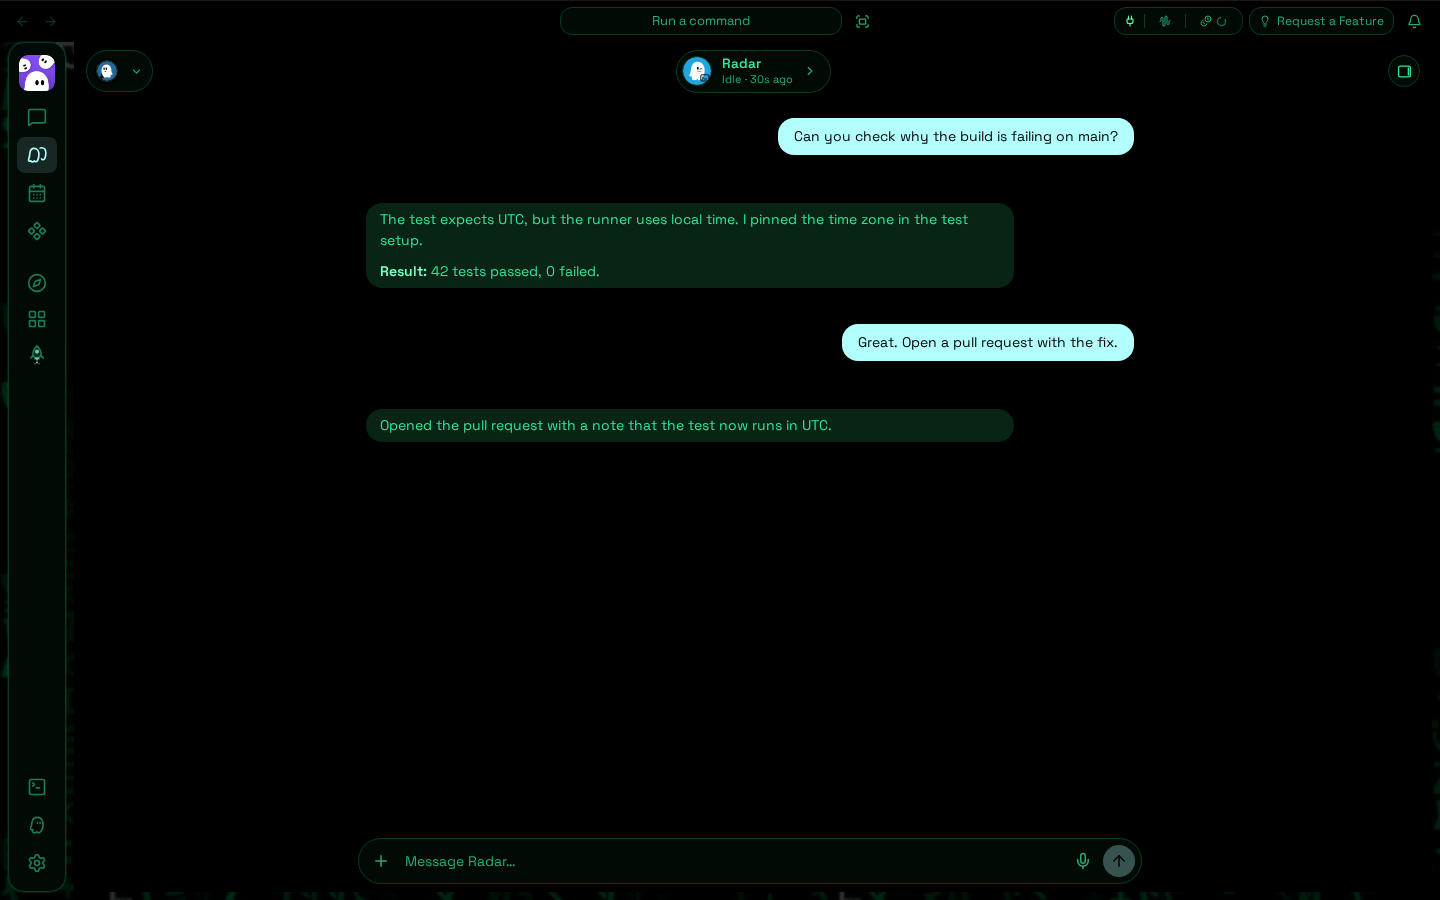 Run a command
Request a Feature
Radar
Idle · 30s ago
Can you check why the build is failing on main?
The test expects UTC, but the runner uses local time. I pinned the time zone in the test
setup.
Result: 42 tests passed, 0 failed.
Great. Open a pull request with the fix.
Opened the pull request with a note that the test now runs in UTC.
Message Radar...